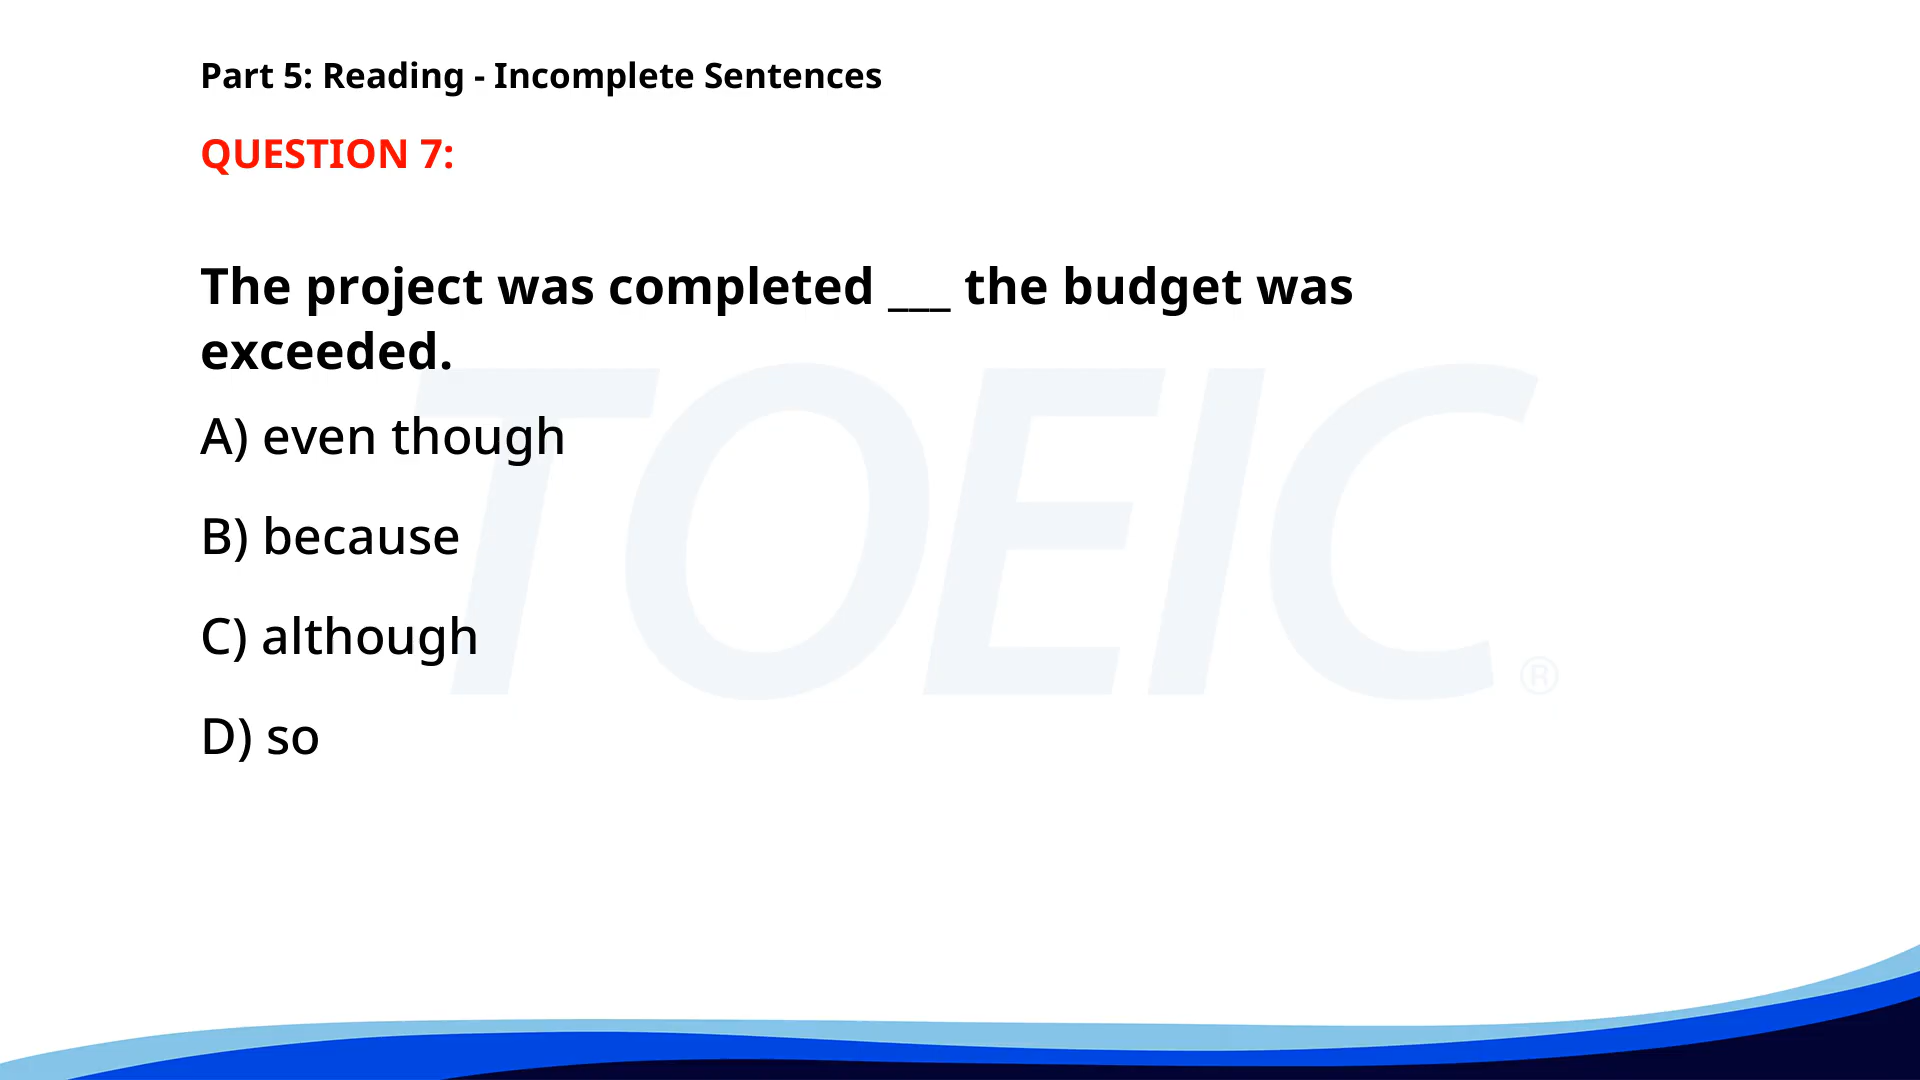 Part 5: Reading - Incomplete Sentences
QUESTION 7:
The project was completed ___ the budget was
exceeded.
A) even though
B) because
C) although
D) so
TOEIC®